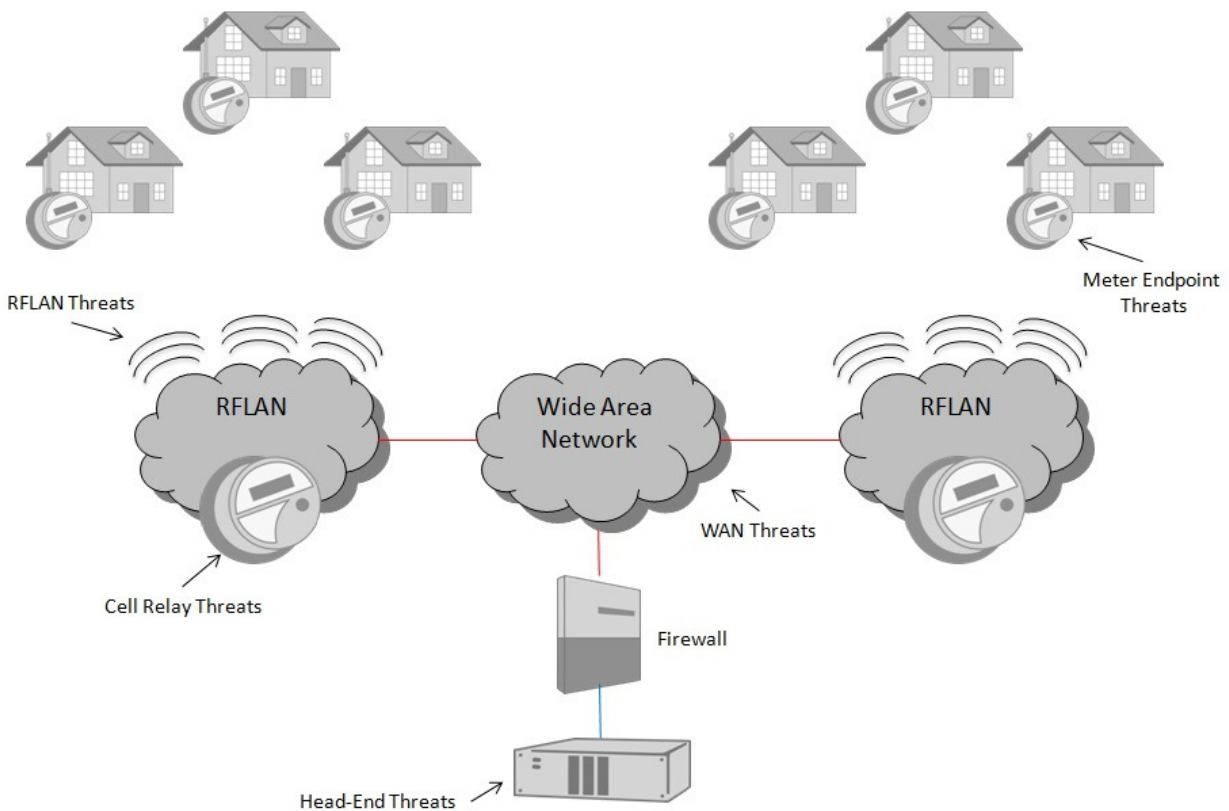 Meter Endpoint
Threats
RFLAN Threats
RFLAN
Wide Area
Network
RFLAN
WAN Threats
Cell Relay Threats
Firewall
Head-End Threats